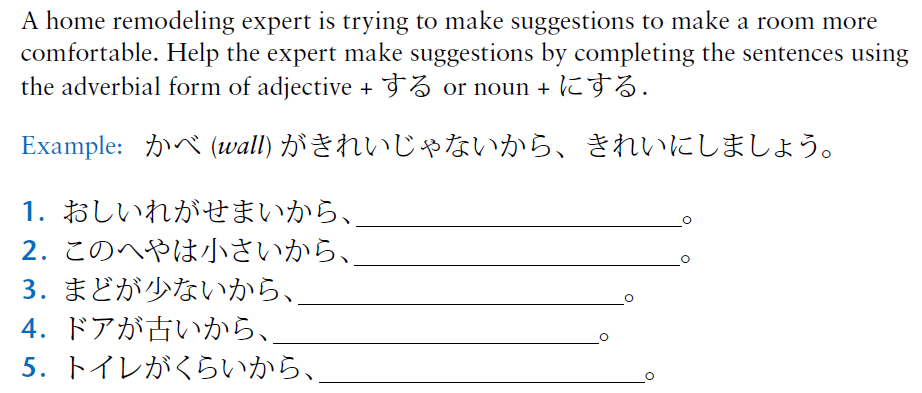 A home remodeling expert is trying to make suggestions to make a room more
comfortable. Help the expert make suggestions by completing the sentences using
the adverbial form of adjective + する or noun + にする.
Example: かべ (wall) がきれいじゃないから、きれいにしましょう。
1. おしいれがせまいから、____________________。
2. このへやは小さいから、____________________。
3. まどが少ないから、____________________。
4. ドアが古いから、____________________。
5. トイレがくらいから、____________________。